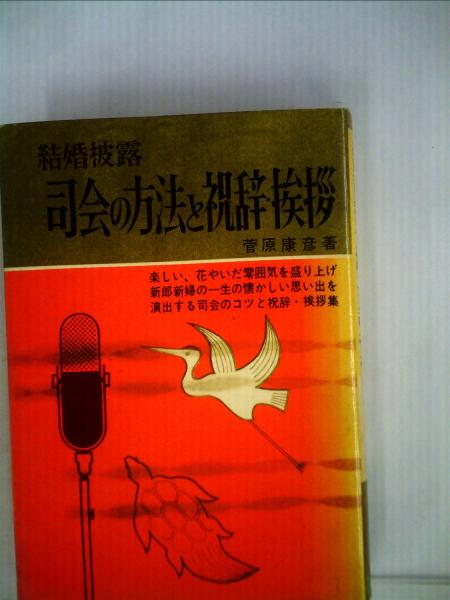 結婚披露
司会の方法と祝辞・挨拶
菅原康彦著
楽しい、花やいだ雰囲気を盛り上げ
新郎新婦の一生の懐かしい思い出を
演出する司会のコツと祝辞・挨拶集